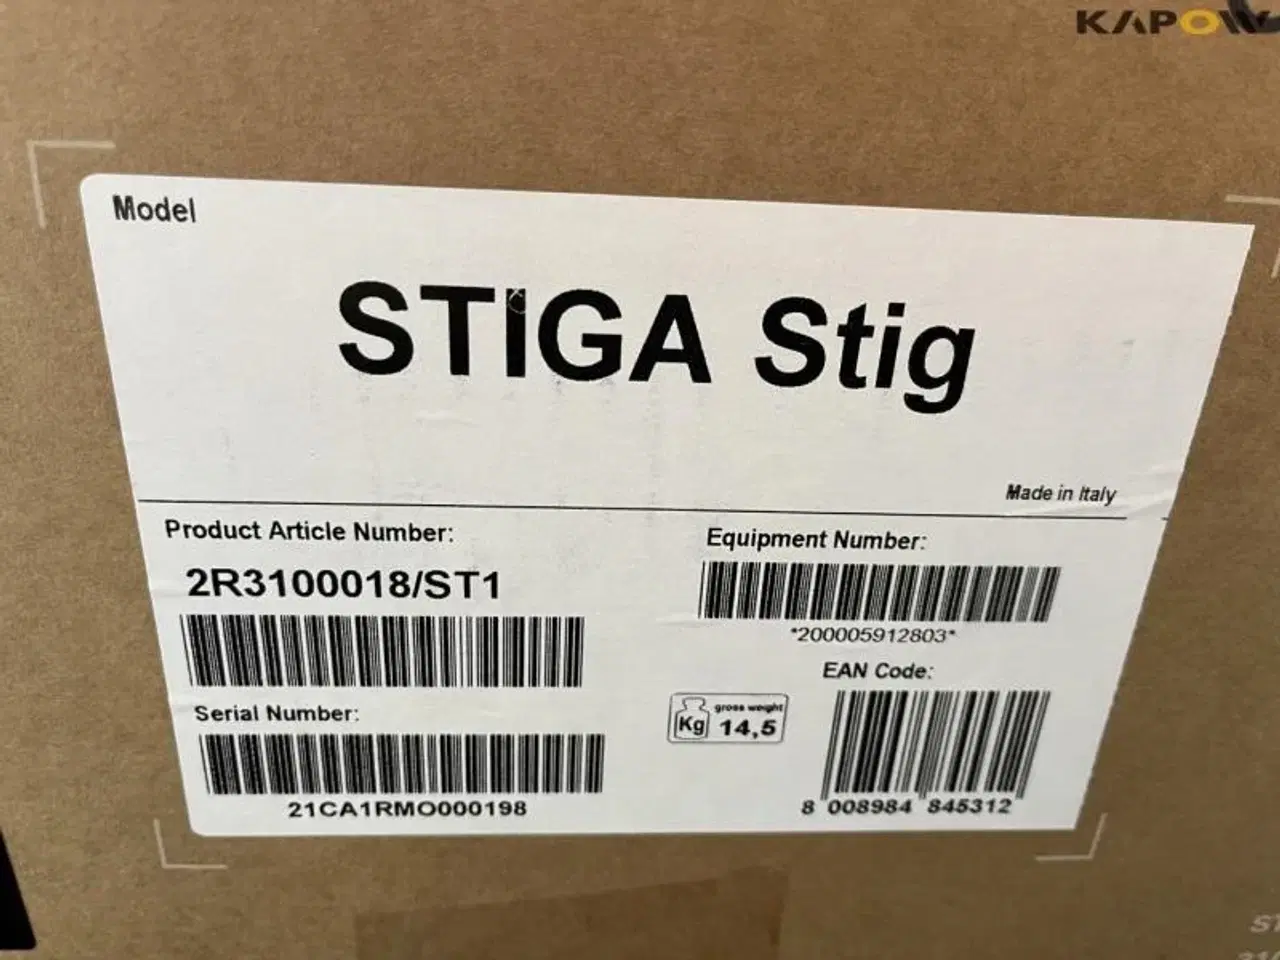 KAPOW
Model
STIGA Stig
Made in Italy
Product Article Number:
2R3100018/ST1
Equipment Number:
*200005912803*
EAN Code:
Serial Number:
Kg
gross weight
14,5
21CA1RMO000198
8 008984 845312
ST